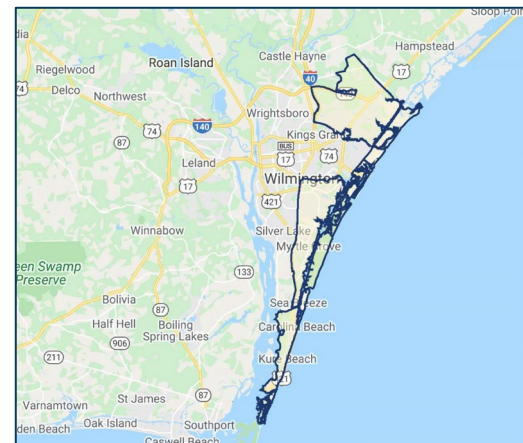 Sloop Poi
Hampstead
Castle Hayne
40
17
Roan Island
Riegelwood
Delco
Northwest
74
Wrightsboro
140
Kings Gra
87
74
BUS
17
74
Leland
17
Wilmington
421
Silver Lake
Winnabow
Myrtle Grove
133
een Swamp
Preserve
Bolivia
87
Sea Breeze
Half Hell
Boiling
Spring Lakes
Carolina Beach
906
211
Kure Beach
421
87
St James
Varnamtown
Southport
den Beach
Oak Island
Caswell Beach